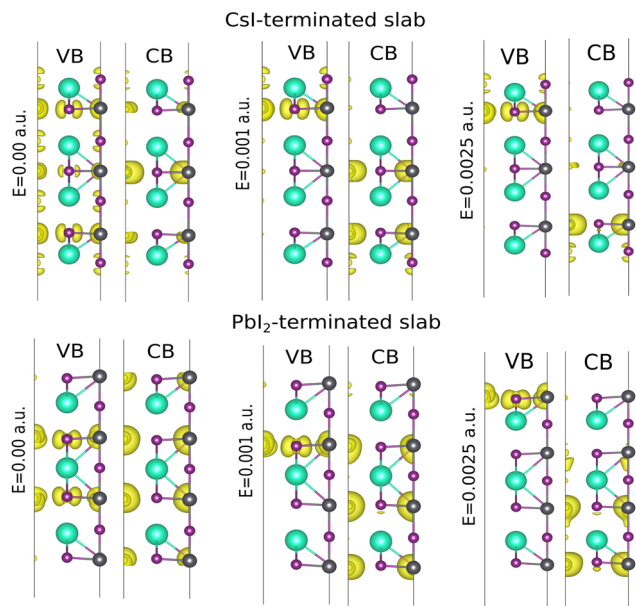 CsI-terminated slab
VB CB VB CB VB CB
E=0.00 a.u.
E=0.001 a.u.
E=0.0025 a.u.
PbI₂-terminated slab
VB CB VB CB VB CB
E=0.00 a.u.
E=0.001 a.u.
E=0.0025 a.u.